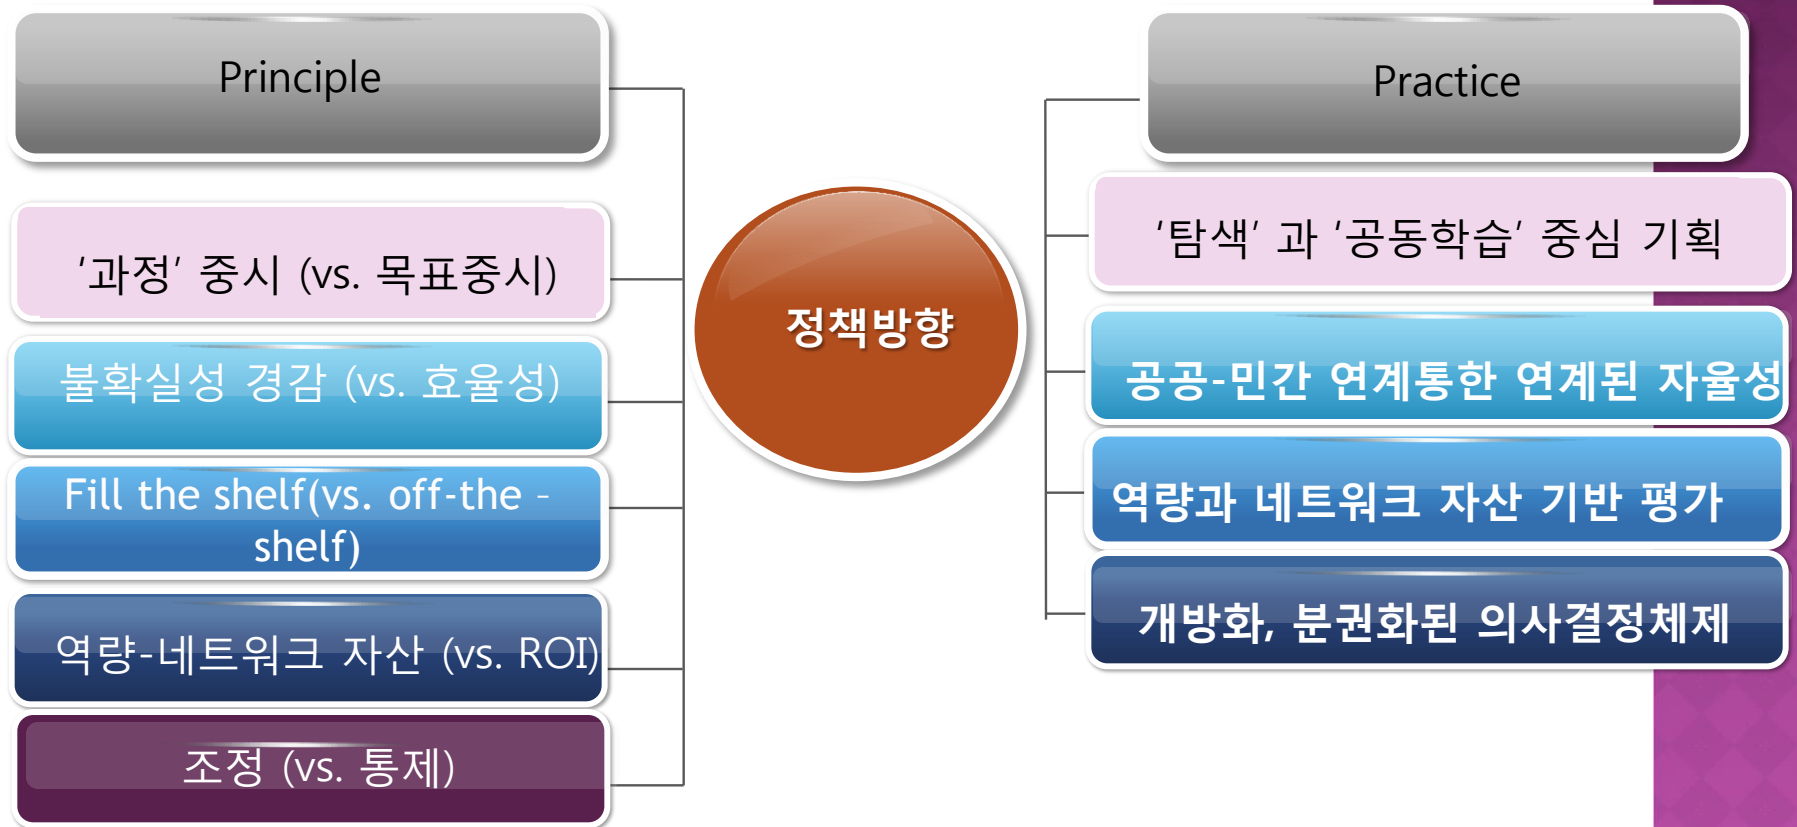 Principle
‘과정’ 중시 (vs. 목표중시)
불확실성 경감 (vs. 효율성)
Fill the shelf(vs. off-the –
shelf)
역량-네트워크 자산 (vs. ROI)
조정 (vs. 통제)
정책방향
Practice
‘탐색’ 과 ‘공동학습’ 중심 기획
공공-민간 연계통한 연계된 자율성
역량과 네트워크 자산 기반 평가
개방화, 분권화된 의사결정체제